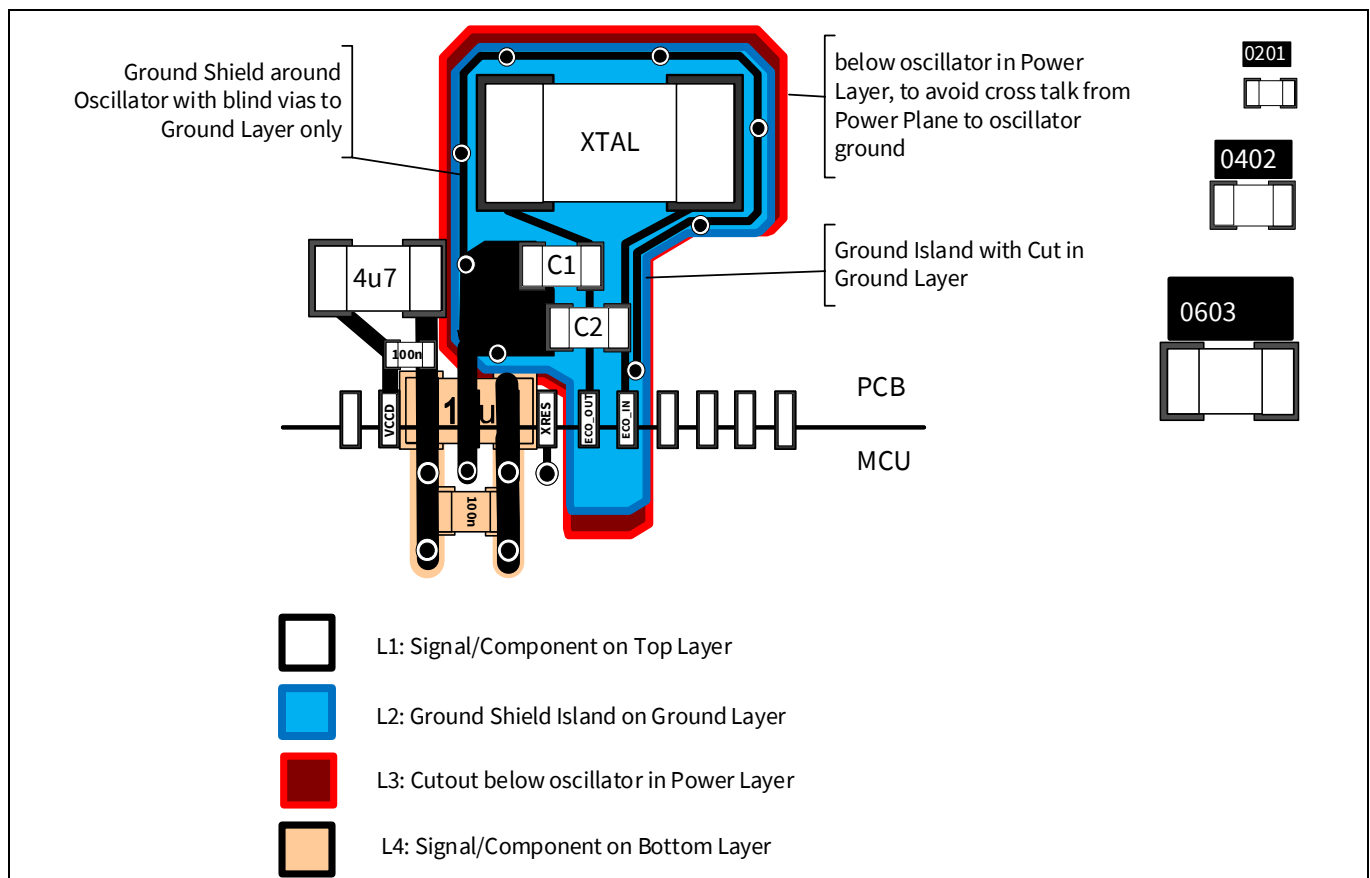 Ground Shield around
Oscillator with blind vias to
Ground Layer only
below oscillator in Power
Layer, to avoid cross talk from
Power Plane to oscillator
ground
0201
0402
0603
XTAL
Ground Island with Cut in
Ground Layer
4u7
C1
C2
100n
VCCD
XRES
ECO_OUT
ECO_IN
PCB
MCU
100n
L1: Signal/Component on Top Layer
L2: Ground Shield Island on Ground Layer
L3: Cutout below oscillator in Power Layer
L4: Signal/Component on Bottom Layer